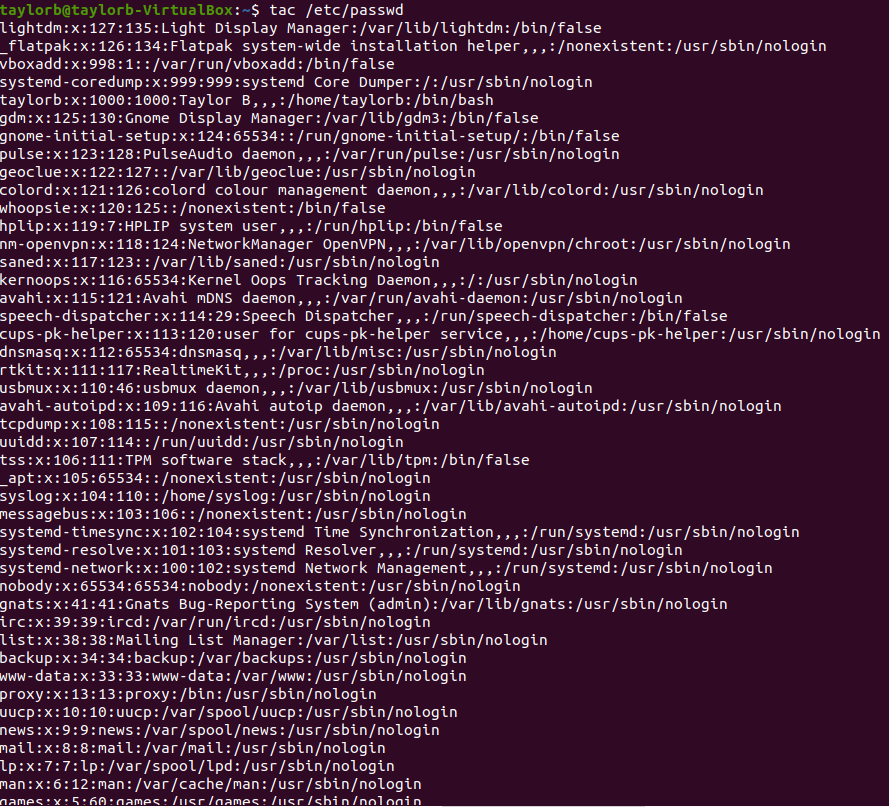 taylorb@taylorb-VirtualBox:~$ tac /etc/passwd
lightdm:x:127:135:Light Display Manager:/var/lib/lightdm:/bin/false
_flatpak:x:126:134:Flatpak system-wide installation helper,,,:/nonexistent:/usr/sbin/nologin
vboxadd:x:998:1::/var/run/vboxadd:/bin/false
systemd-coredump:x:999:999:systemd Core Dumper:/:/usr/sbin/nologin
taylorb:x:1000:1000:Taylor B,,,:/home/taylorb:/bin/bash
gdm:x:125:130:Gnome Display Manager:/var/lib/gdm3:/bin/false
gnome-initial-setup:x:124:65534::/run/gnome-initial-setup/:/bin/false
pulse:x:123:128:PulseAudio daemon,,,:/var/run/pulse:/usr/sbin/nologin
geoclue:x:122:127::/var/lib/geoclue:/usr/sbin/nologin
colord:x:121:126:colord colour management daemon,,,:/var/lib/colord:/usr/sbin/nologin
whoopsie:x:120:125::/nonexistent:/bin/false
hplip:x:119:7:HPLIP system user,,,:/run/hplip:/bin/false
nm-openvpn:x:118:124:NetworkManager OpenVPN,,,:/var/lib/openvpn/chroot:/usr/sbin/nologin
saned:x:117:123::/var/lib/saned:/usr/sbin/nologin
kernoops:x:116:65534:Kernel Oops Tracking Daemon,,,:/:/usr/sbin/nologin
avahi:x:115:121:Avahi mDNS daemon,,,:/var/run/avahi-daemon:/usr/sbin/nologin
speech-dispatcher:x:114:29:Speech Dispatcher,,,:/run/speech-dispatcher:/bin/false
cups-pk-helper:x:113:120:user for cups-pk-helper service,,,:/home/cups-pk-helper:/usr/sbin/nologin
dnsmasq:x:112:65534:dnsmasq,,,:/var/lib/misc:/usr/sbin/nologin
rtkit:x:111:117:RealtimeKit,,,:/proc:/usr/sbin/nologin
usbmux:x:110:46:usbmux daemon,,,:/var/lib/usbmux:/usr/sbin/nologin
avahi-autoipd:x:109:116:Avahi autoip daemon,,,:/var/lib/avahi-autoipd:/usr/sbin/nologin
tcpdump:x:108:115::/nonexistent:/usr/sbin/nologin
uuidd:x:107:114::/run/uuidd:/usr/sbin/nologin
tss:x:106:111:TPM software stack,,,:/var/lib/tpm:/bin/false
_apt:x:105:65534::/nonexistent:/usr/sbin/nologin
syslog:x:104:110::/home/syslog:/usr/sbin/nologin
messagebus:x:103:106::/nonexistent:/usr/sbin/nologin
systemd-timesync:x:102:104:systemd Time Synchronization,,,:/run/systemd:/usr/sbin/nologin
systemd-resolve:x:101:103:systemd Resolver,,,:/run/systemd:/usr/sbin/nologin
systemd-network:x:100:102:systemd Network Management,,,:/run/systemd:/usr/sbin/nologin
nobody:x:65534:65534:nobody:/nonexistent:/usr/sbin/nologin
gnats:x:41:41:Gnats Bug-Reporting System (admin):/var/lib/gnats:/usr/sbin/nologin
irc:x:39:39:ircd:/var/run/ircd:/usr/sbin/nologin
list:x:38:38:Mailing List Manager:/var/list:/usr/sbin/nologin
backup:x:34:34:backup:/var/backups:/usr/sbin/nologin
www-data:x:33:33:www-data:/var/www:/usr/sbin/nologin
proxy:x:13:13:proxy:/bin:/usr/sbin/nologin
uucp:x:10:10:uucp:/var/spool/uucp:/usr/sbin/nologin
news:x:9:9:news:/var/spool/news:/usr/sbin/nologin
mail:x:8:8:mail:/var/mail:/usr/sbin/nologin
lp:x:7:7:lp:/var/spool/lpd:/usr/sbin/nologin
man:x:6:12:man:/var/cache/man:/usr/sbin/nologin
games:x:5:60:games:/usr/games:/usr/sbin/nologin